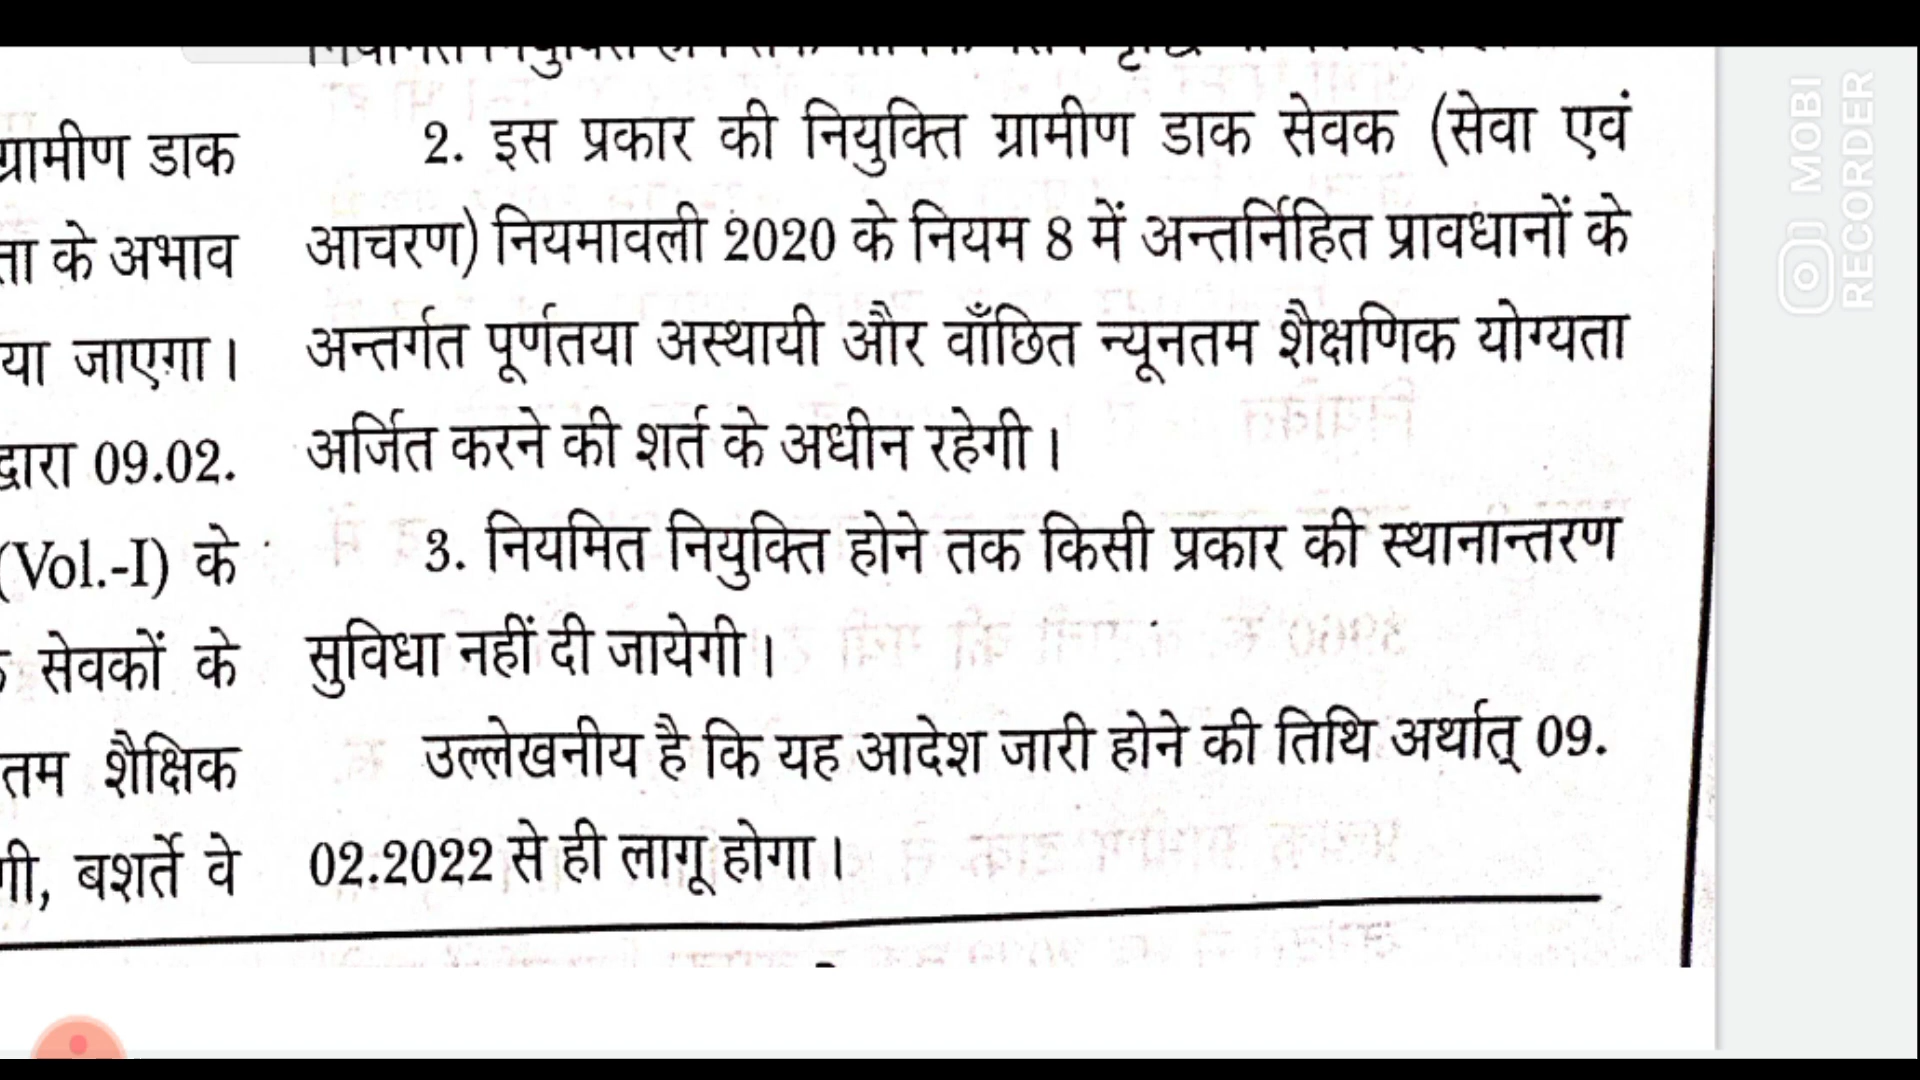 ग्रामीण डाक
ता के अभाव
या जाएगा।
द्वारा 09.02.
(Vol.-I) के
सेवकों के
तम शैक्षिक
गी, बशर्ते वे
2. इस प्रकार की नियुक्ति ग्रामीण डाक सेवक (सेवा एवं
आचरण) नियमावली 2020 के नियम 8 में अन्तर्निहित प्रावधानों के
अन्तर्गत पूर्णतया अस्थायी और वाँछित न्यूनतम शैक्षणिक योग्यता
अर्जित करने की शर्त के अधीन रहेगी।
3. नियमित नियुक्ति होने तक किसी प्रकार की स्थानान्तरण
सुविधा नहीं दी जायेगी।
उल्लेखनीय है कि यह आदेश जारी होने की तिथि अर्थात् 09.
02.2022 से ही लागू होगा।
MOBI
RECORDER